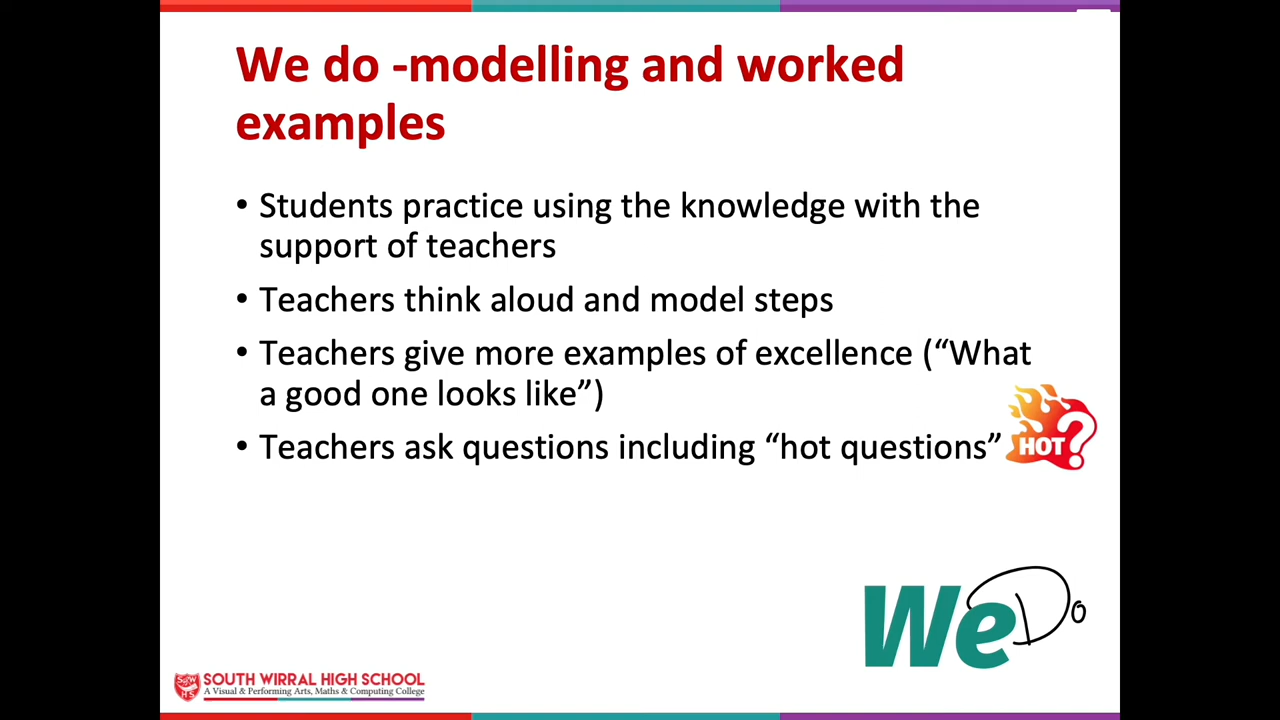 We do -modelling and worked
examples
• Students practice using the knowledge with the
support of teachers
• Teachers think aloud and model steps
• Teachers give more examples of excellence (“What
a good one looks like”)
• Teachers ask questions including “hot questions”
HOT?
We Do
SOUTH WIRRAL HIGH SCHOOL
A Visual & Performing Arts, Maths & Computing College